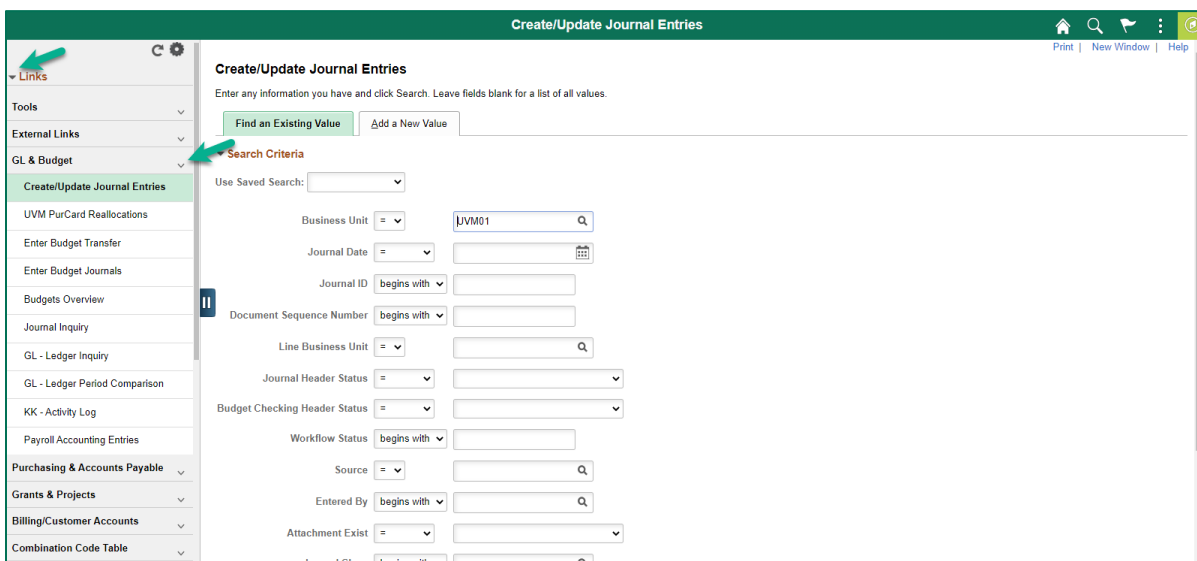 Create/Update Journal Entries
Print | New Window | Help
Links
Tools
External Links
GL & Budget
Create/Update Journal Entries
UVM PurCard Reallocations
Enter Budget Transfer
Enter Budget Journals
Budgets Overview
Journal Inquiry
GL - Ledger Inquiry
GL - Ledger Period Comparison
KK - Activity Log
Payroll Accounting Entries
Purchasing & Accounts Payable
Grants & Projects
Billing/Customer Accounts
Combination Code Table
Create/Update Journal Entries
Enter any information you have and click Search. Leave fields blank for a list of all values.
Find an Existing Value Add a New Value
Search Criteria
Use Saved Search:
Business Unit = UVM01
Journal Date =
Journal ID begins with
Document Sequence Number begins with
Line Business Unit =
Journal Header Status =
Budget Checking Header Status =
Workflow Status begins with
Source =
Entered By begins with
Attachment Exist =